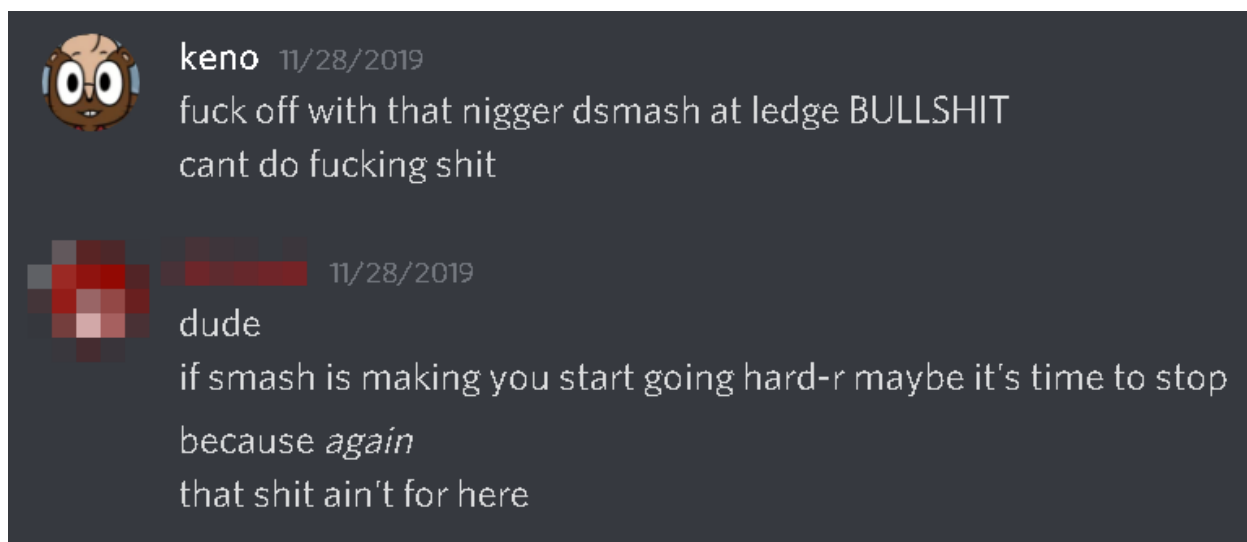 keno 11/28/2019
fuck off with that nigger dsmash at ledge BULLSHIT
cant do fucking shit
11/28/2019
dude
if smash is making you start going hard-r maybe it's time to stop
because again
that shit ain't for here